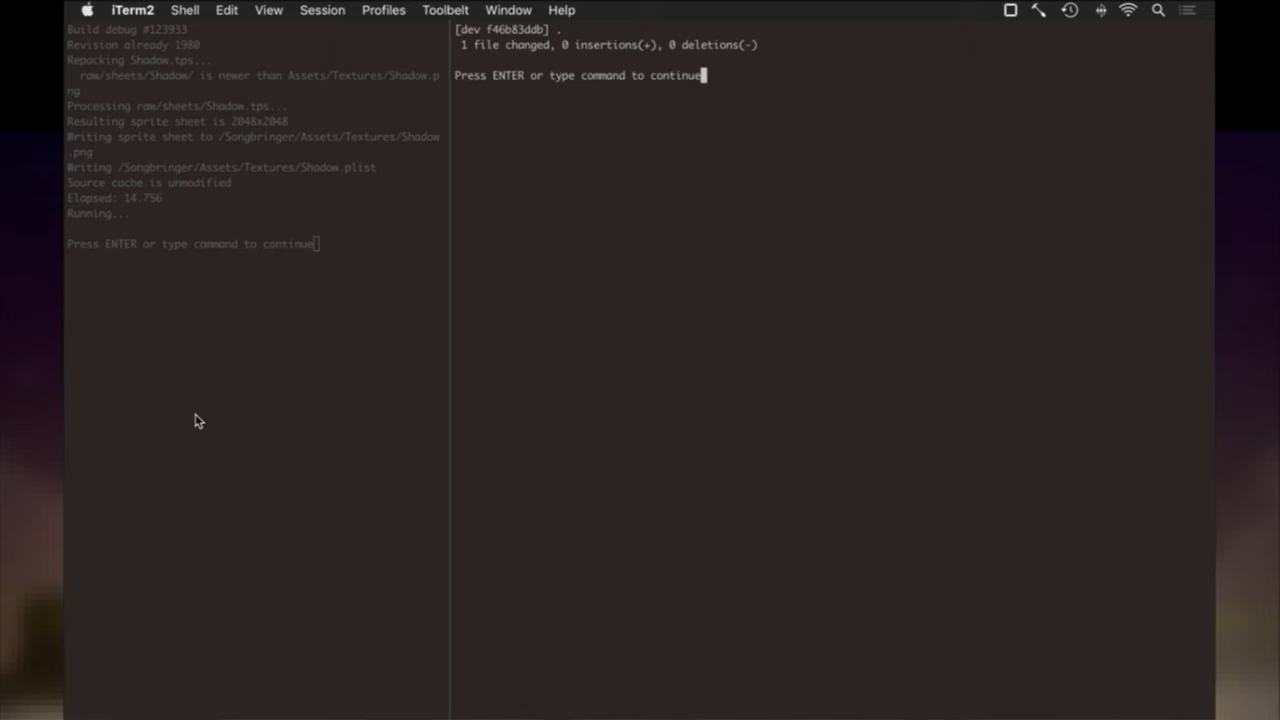 iTerm2 Shell Edit View Session Profiles Toolbelt Window Help
Build debug #123933
Revision already 1980
Repacking Shadow.tps...
raw/sheets/Shadow/ is newer than Assets/Textures/Shadow.p
ng
Processing raw/sheets/Shadow.tps...
Resulting sprite sheet is 2048x2048
Writing sprite sheet to /Songbringer/Assets/Textures/Shadow
.png
Writing /Songbringer/Assets/Textures/Shadow.plist
Source cache is unmodified
Elapsed: 14.756
Running...
Press ENTER or type command to continue
[dev f46b83ddb] .
1 file changed, 0 insertions(+), 0 deletions(-)
Press ENTER or type command to continue